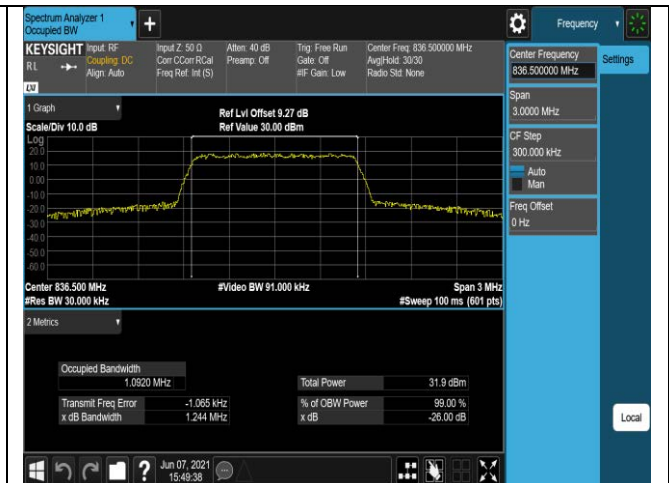 Spectrum Analyzer 1
Occupied BW
+
Frequency
KEYSIGHT
RL
Input: RF
Coupling: DC
Align: Auto
Input Z: 50 Ω
Corr CCorr RCal
Freq Ref: Int (S)
Atten: 40 dB
Preamp: Off
Trig: Free Run
Gate: Off
#IF Gain: Low
Center Freq: 836.500000 MHz
Avg|Hold: 30/30
Radio Std: None
LXI
1 Graph
Scale/Div 10.0 dB
Ref Lvl Offset 9.27 dB
Ref Value 30.00 dBm
Log
20.0
10.0
0.00
-10.0
-20.0
-30.0
-40.0
-50.0
-60.0
Center 836.500 MHz
#Res BW 30.000 kHz
#Video BW 91.000 kHz
Span 3 MHz
#Sweep 100 ms (601 pts)
2 Metrics
Occupied Bandwidth
1.0920 MHz
Transmit Freq Error -1.065 kHz
x dB Bandwidth 1.244 MHz
Total Power 31.9 dBm
% of OBW Power 99.00 %
x dB -26.00 dB
Center Frequency
836.500000 MHz
Span
3.0000 MHz
CF Step
300.000 kHz
Auto
Man
Freq Offset
0 Hz
Settings
Local
?
Jun 07, 2021
15:49:38